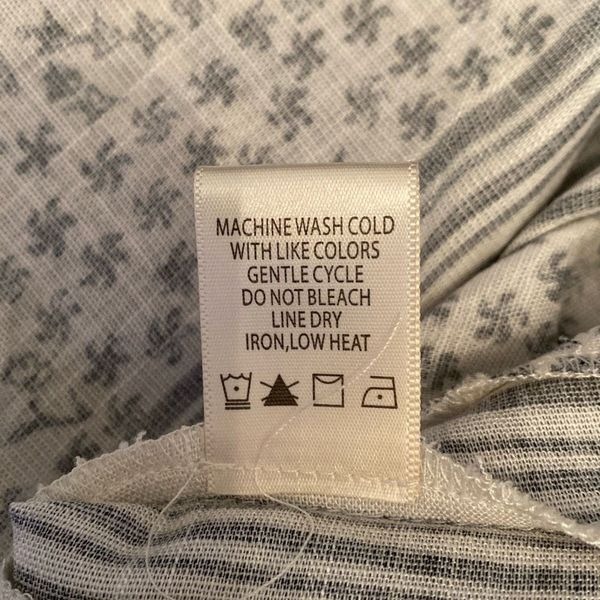 MACHINE WASH COLD
WITH LIKE COLORS
GENTLE CYCLE
DO NOT BLEACH
LINE DRY
IRON,LOW HEAT